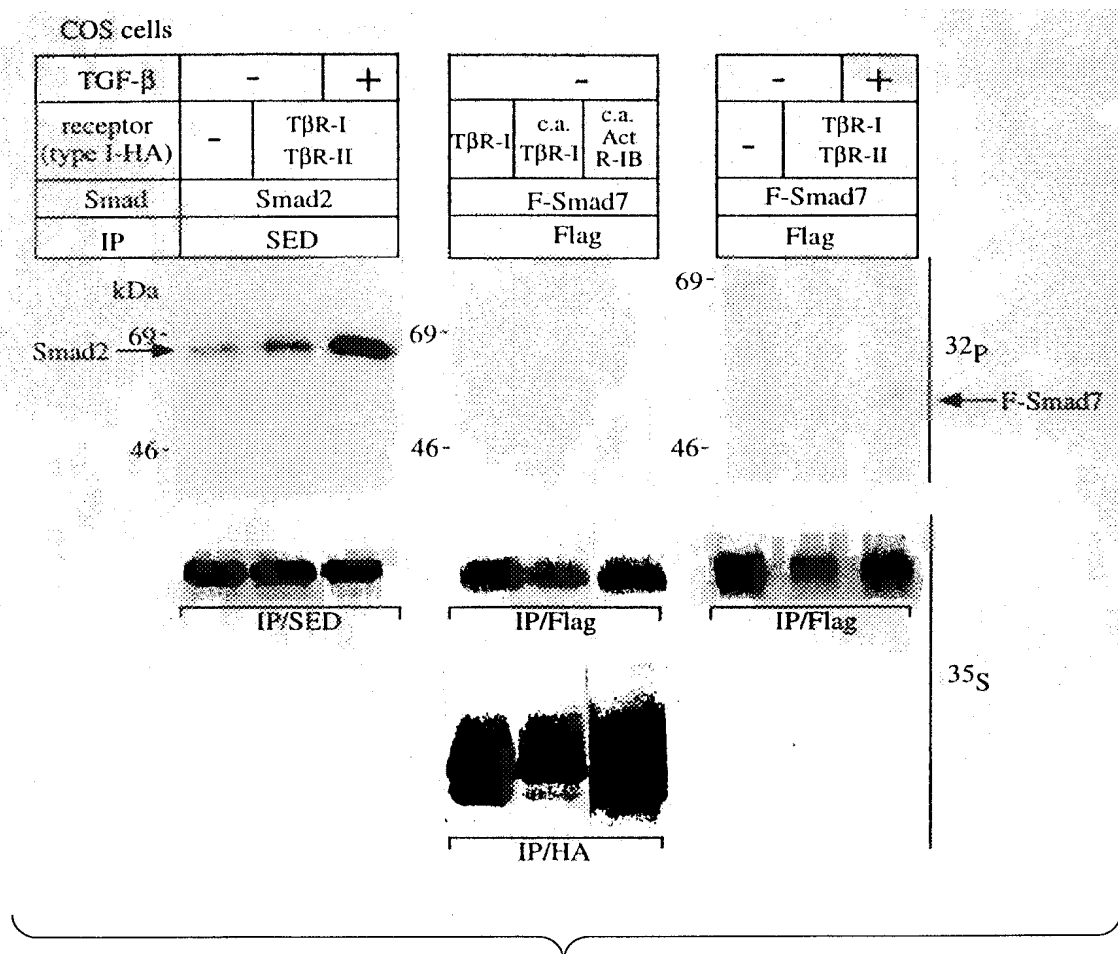 COS cells
TGF-β - +
receptor (type I-HA) - TβR-I TβR-II
Smad Smad2
IP SED
-
TβR-I c.a. TβR-I c.a. Act R-IB
F-Smad7
Flag
- +
- TβR-I TβR-II
F-Smad7
Flag
kDa
69-
Smad2
46-
69-
46-
69-
46-
32P
F-Smad7
IP/SED
IP/Flag
IP/Flag
35S
IP/HA